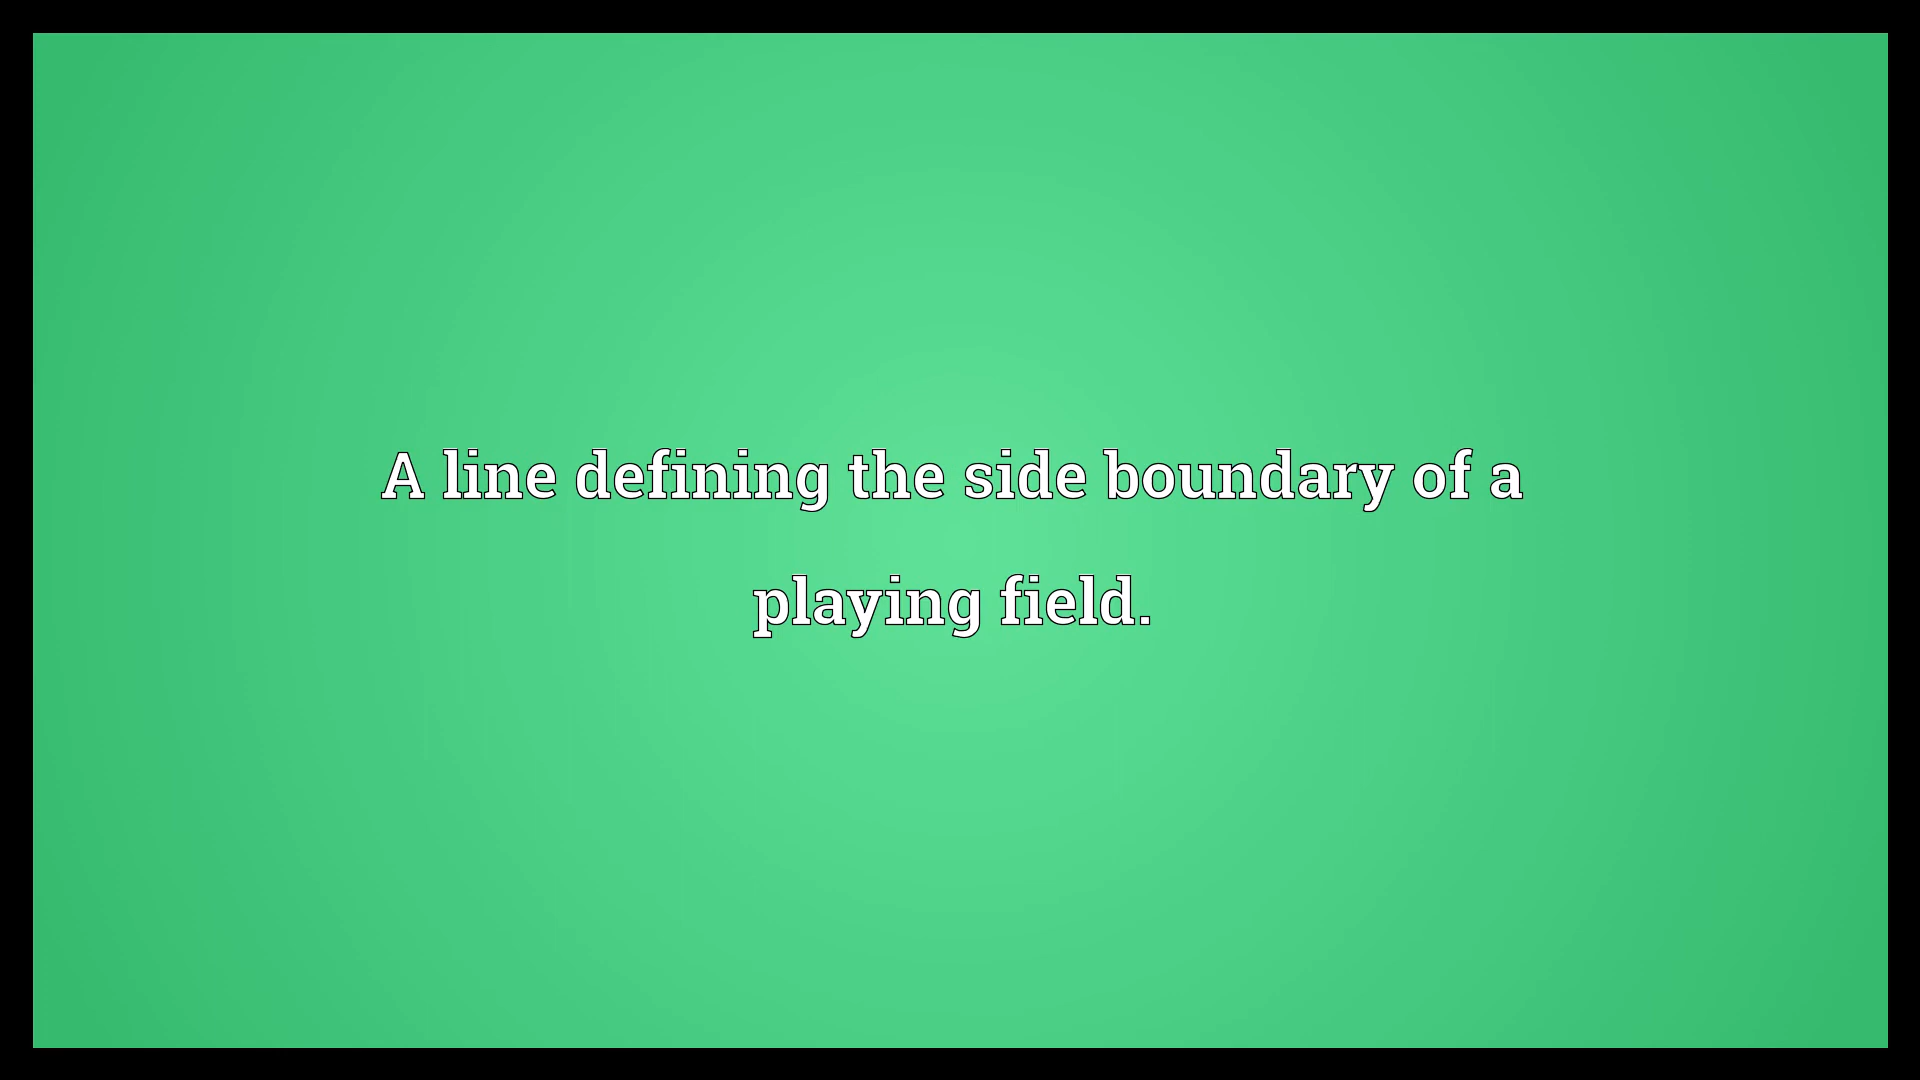 A line defining the side boundary of a
playing field.